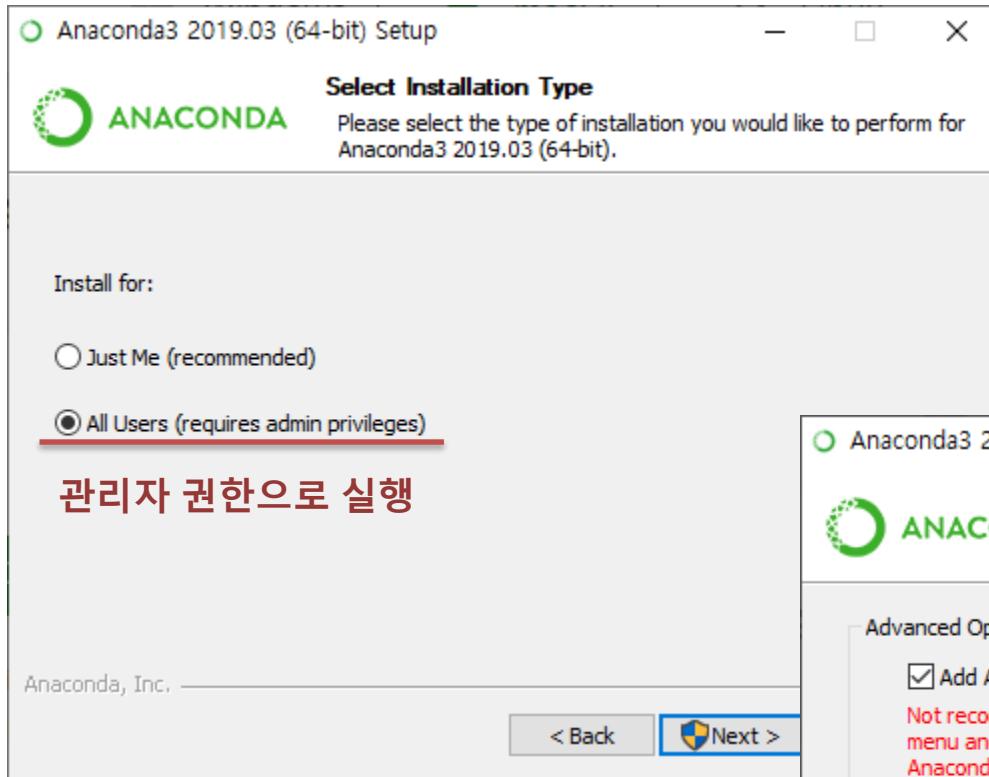 Anaconda3 2019.03 (64-bit) Setup
ANACONDA
Select Installation Type
Please select the type of installation you would like to perform for
Anaconda3 2019.03 (64-bit).
Install for:
Just Me (recommended)
All Users (requires admin privileges)
관리자 권한으로 실행
Anaconda, Inc.
< Back
Next >
Anaconda3 2
ANAC
Advanced Op
Add A
Not reco
menu an
Anacond